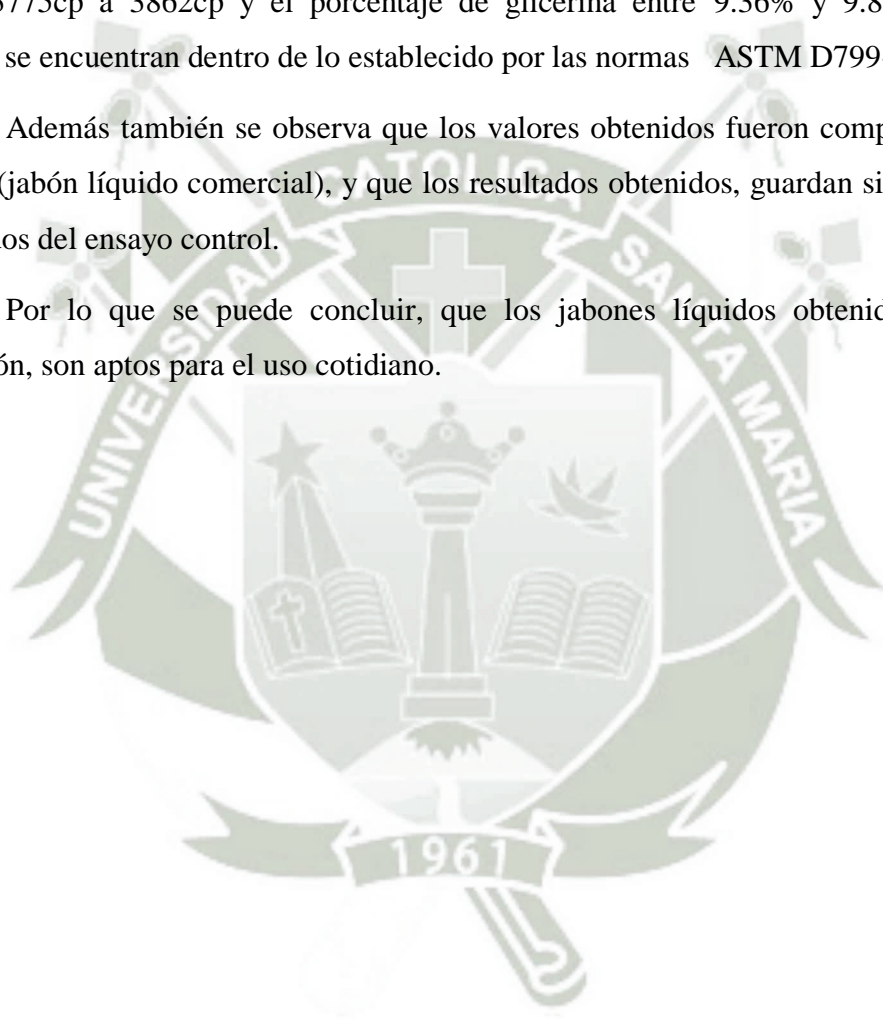 3775cp a 3862cp y el porcentaje de glicerina entre 9.36% y 9.8
se encuentran dentro de lo establecido por las normas ASTM D799
Además también se observa que los valores obtenidos fueron comp
(jabón líquido comercial), y que los resultados obtenidos, guardan si
os del ensayo control.
Por lo que se puede concluir, que los jabones líquidos obtenid
ón, son aptos para el uso cotidiano.
UNIVERSIDAD CATOLICA SANTA MARIA
1961